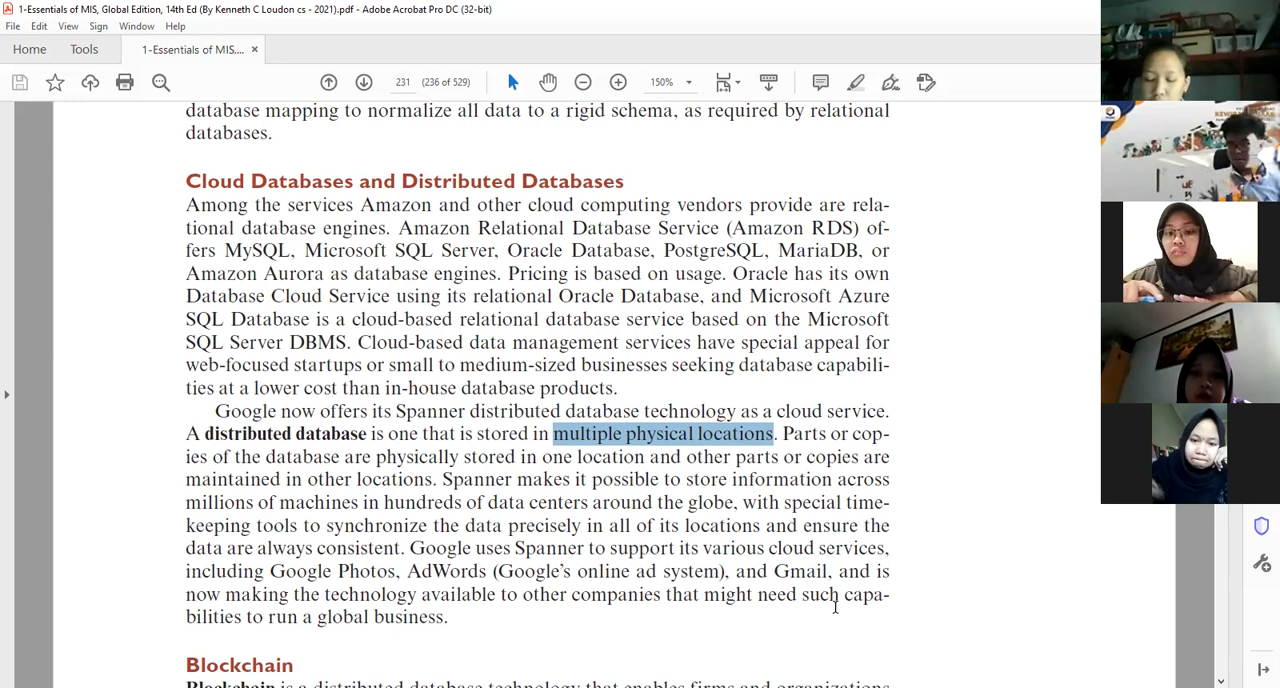 1-Essentials of MIS, Global Edition, 14th Ed (By Kenneth C Loudon cs - 2021).pdf - Adobe Acrobat Pro DC (32-bit)
File Edit View Sign Window Help
Home Tools 1-Essentials of MIS,... ×
231 (236 of 529) 150%
database mapping to normalize all data to a rigid schema, as required by relational
databases.
Cloud Databases and Distributed Databases
Among the services Amazon and other cloud computing vendors provide are rela-
tional database engines. Amazon Relational Database Service (Amazon RDS) of-
fers MySQL, Microsoft SQL Server, Oracle Database, PostgreSQL, MariaDB, or
Amazon Aurora as database engines. Pricing is based on usage. Oracle has its own
Database Cloud Service using its relational Oracle Database, and Microsoft Azure
SQL Database is a cloud-based relational database service based on the Microsoft
SQL Server DBMS. Cloud-based data management services have special appeal for
web-focused startups or small to medium-sized businesses seeking database capabili-
ties at a lower cost than in-house database products.
Google now offers its Spanner distributed database technology as a cloud service.
A distributed database is one that is stored in multiple physical locations. Parts or cop-
ies of the database are physically stored in one location and other parts or copies are
maintained in other locations. Spanner makes it possible to store information across
millions of machines in hundreds of data centers around the globe, with special time-
keeping tools to synchronize the data precisely in all of its locations and ensure the
data are always consistent. Google uses Spanner to support its various cloud services,
including Google Photos, AdWords (Google's online ad system), and Gmail, and is
now making the technology available to other companies that might need such capa-
bilities to run a global business.
Blockchain
Blockchain is a distributed database technology that enables firms and organizations